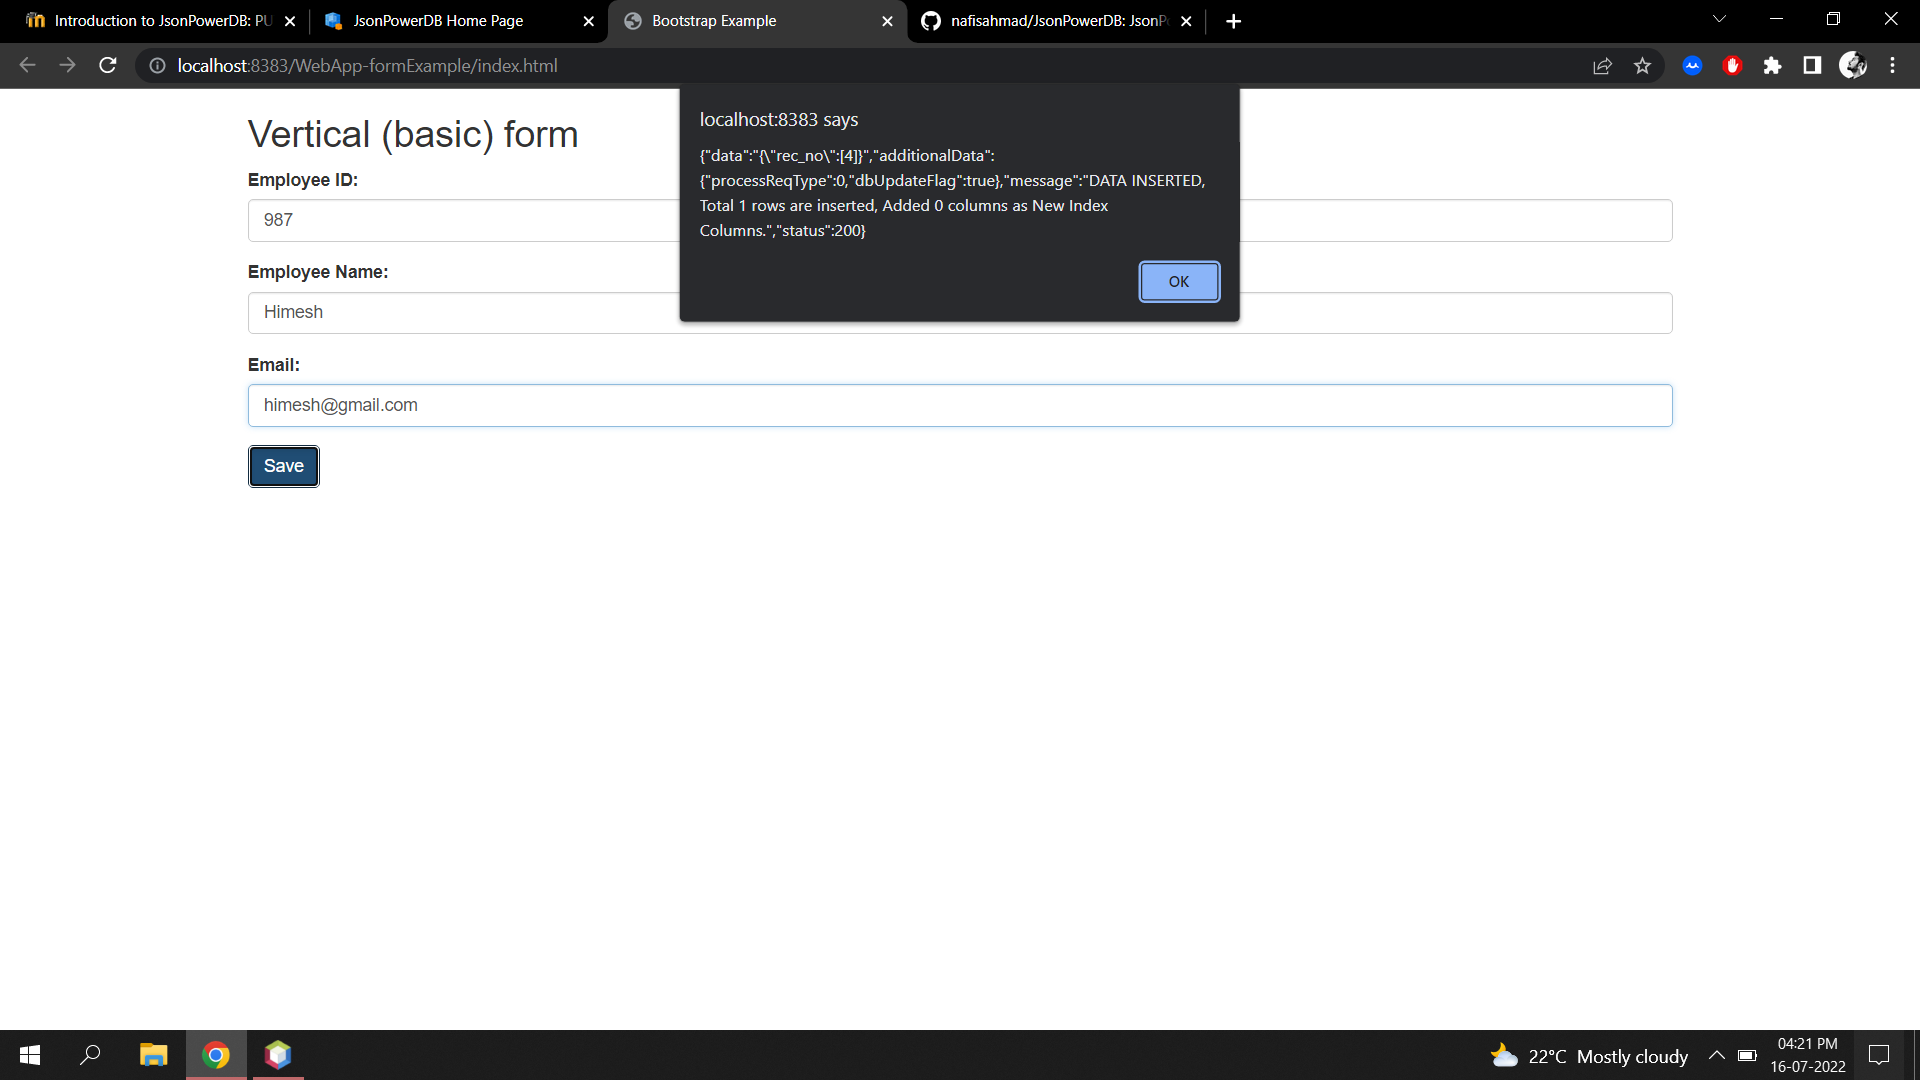 Introduction to JsonPowerDB: PU
JsonPowerDB Home Page
Bootstrap Example
nafisahmad/JsonPowerDB: JsonPo
localhost:8383/WebApp-formExample/index.html
Vertical (basic) form
localhost:8383 says
{"data":"{\"rec_no\":[4]}","additionalData":
{"processReqType":0,"dbUpdateFlag":true},"message":"DATA INSERTED,
Total 1 rows are inserted, Added 0 columns as New Index
Columns.","status":200}
OK
Employee ID:
987
Employee Name:
Himesh
Email:
himesh@gmail.com
Save
22°C Mostly cloudy
04:21 PM
16-07-2022